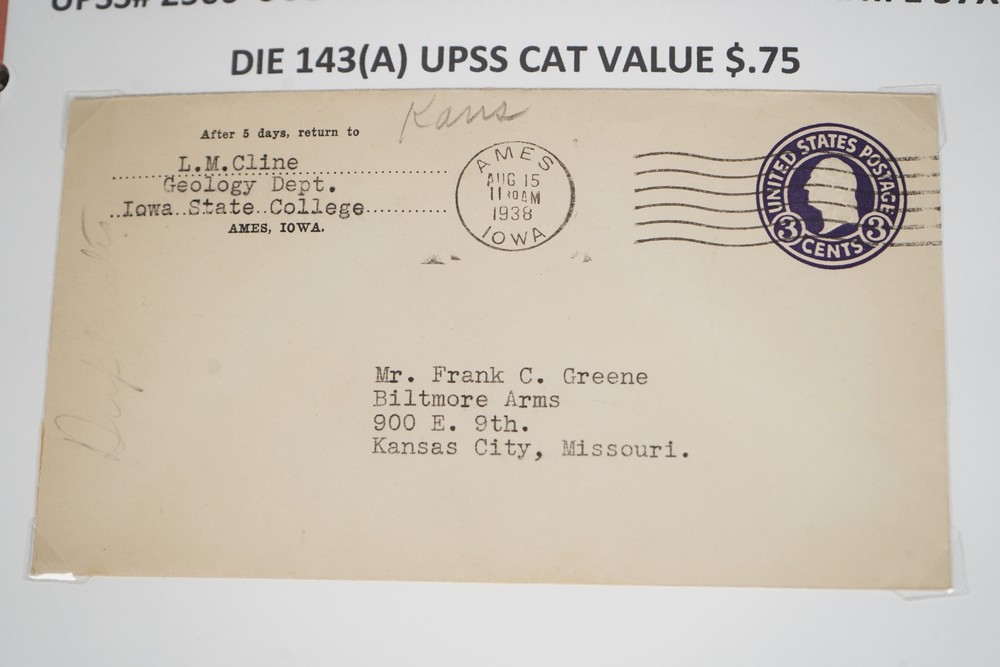 DIE 143(A) UPSS CAT VALUE $.75
Kans
After 5 days, return to
L.M.Cline
Geology Dept.
Iowa State College
AMES, IOWA.
AMES
AUG 15
11 30 AM
1938
IOWA
UNITED STATES POSTAGE
3 CENTS 3
Mr. Frank C. Greene
Biltmore Arms
900 E. 9th.
Kansas City, Missouri.